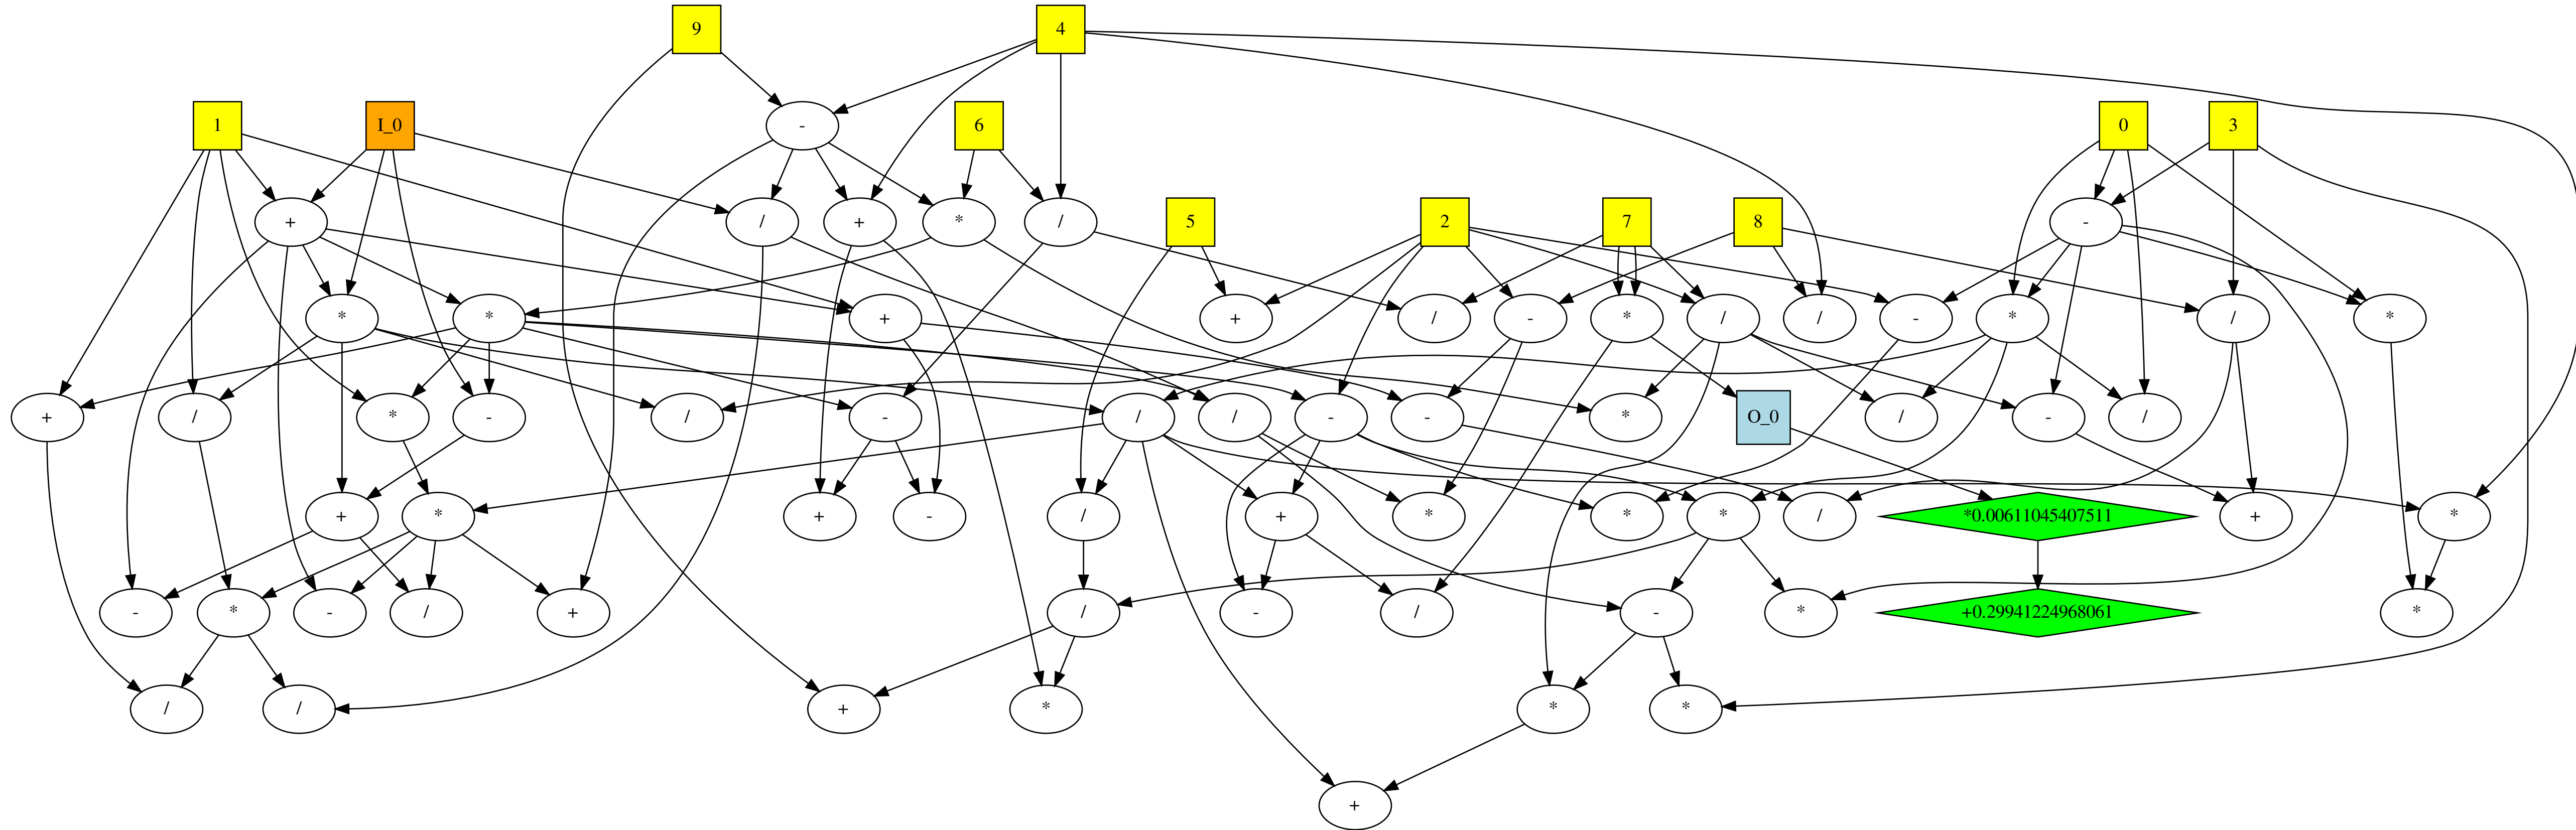 9 4
1 I_0 - 6 0 3
+ / + * / 5 2 7 8 -
* * + + / - * / / - * / *
+ / * - / - / / - - * O_0 / - /
+ * + - / + * * * / *0.00611045407511 + *
- * - / + / - / - * +0.29941224968061 *
/ / + * * *
+